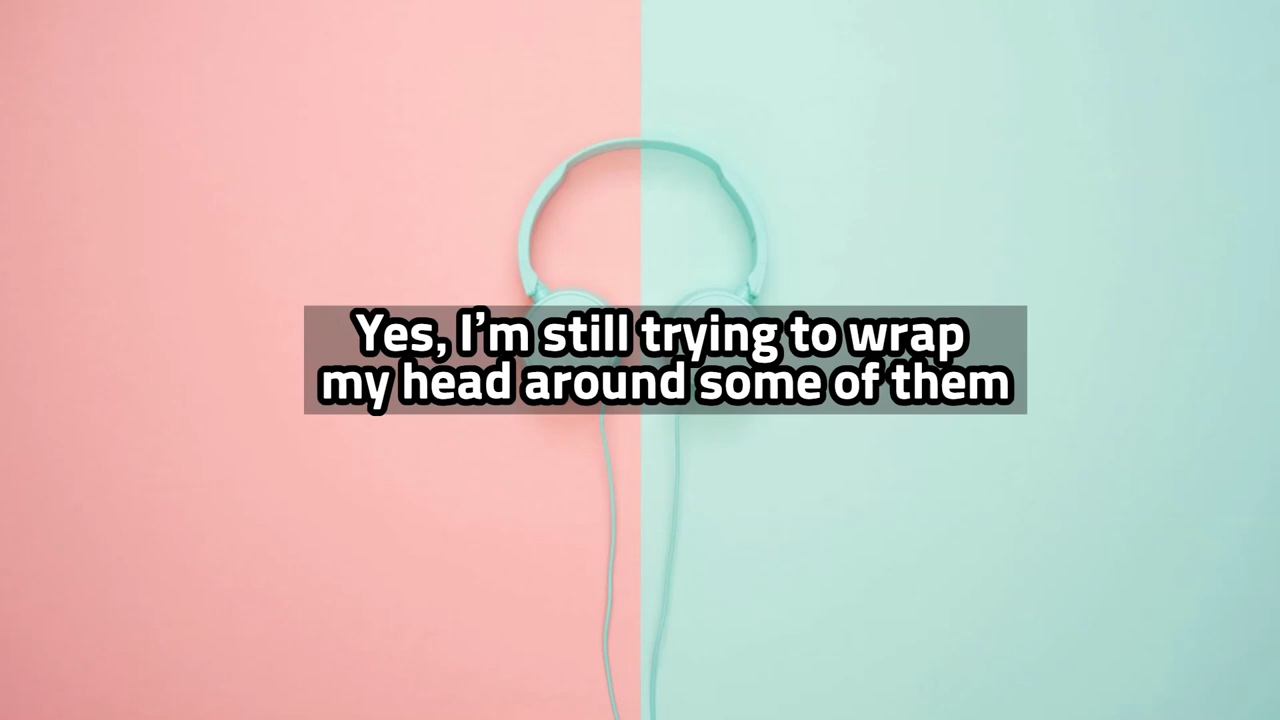 Yes, I’m still trying to wrap
my head around some of them